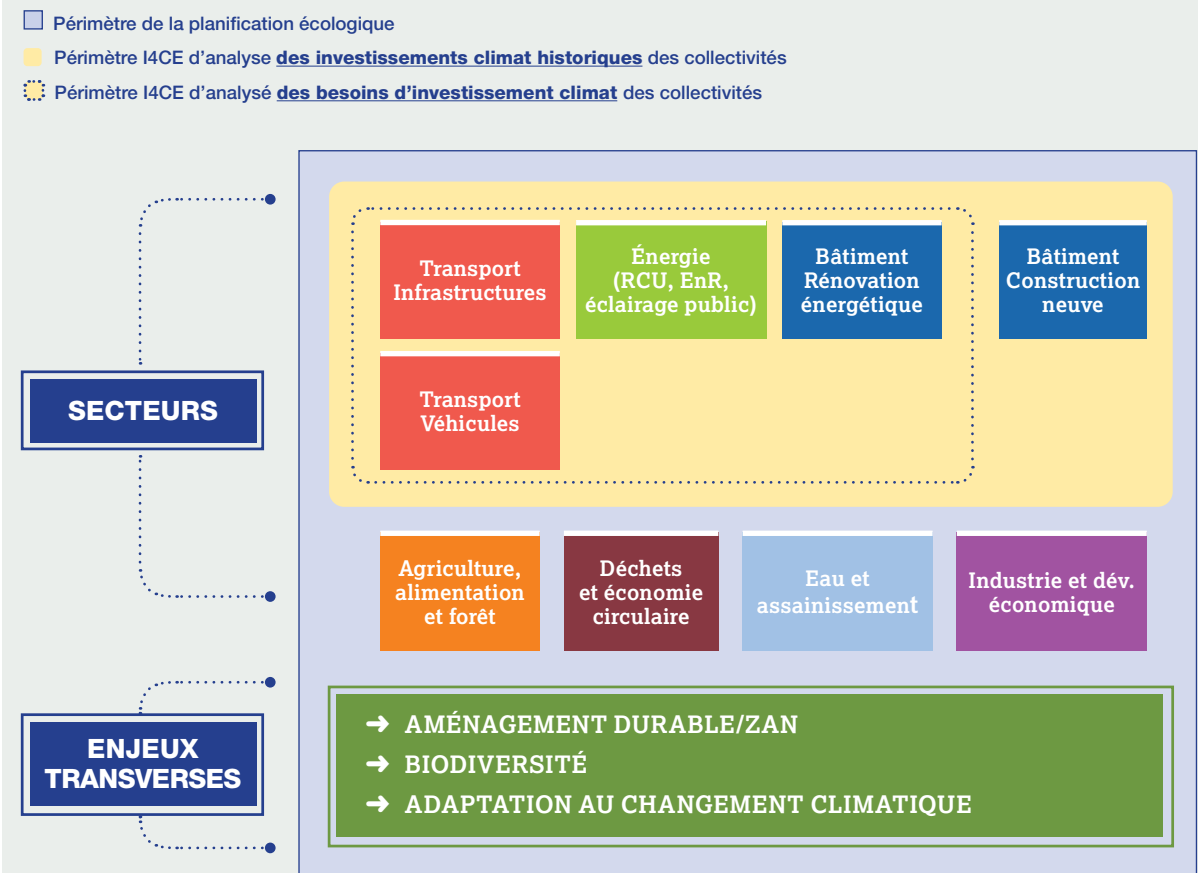 Périmètre de la planification écologique
Périmètre I4CE d'analyse des investissements climat historiques des collectivités
Périmètre I4CE d'analysé des besoins d'investissement climat des collectivités
SECTEURS
Transport
Infrastructures
Énergie
(RCU, EnR,
éclairage public)
Bâtiment
Rénovation
énergétique
Bâtiment
Construction
neuve
Transport
Véhicules
Agriculture,
alimentation
et forêt
Déchets
et économie
circulaire
Eau et
assainissement
Industrie et dév.
économique
ENJEUX
TRANSVERSES
➜ AMÉNAGEMENT DURABLE/ZAN
➜ BIODIVERSITÉ
➜ ADAPTATION AU CHANGEMENT CLIMATIQUE